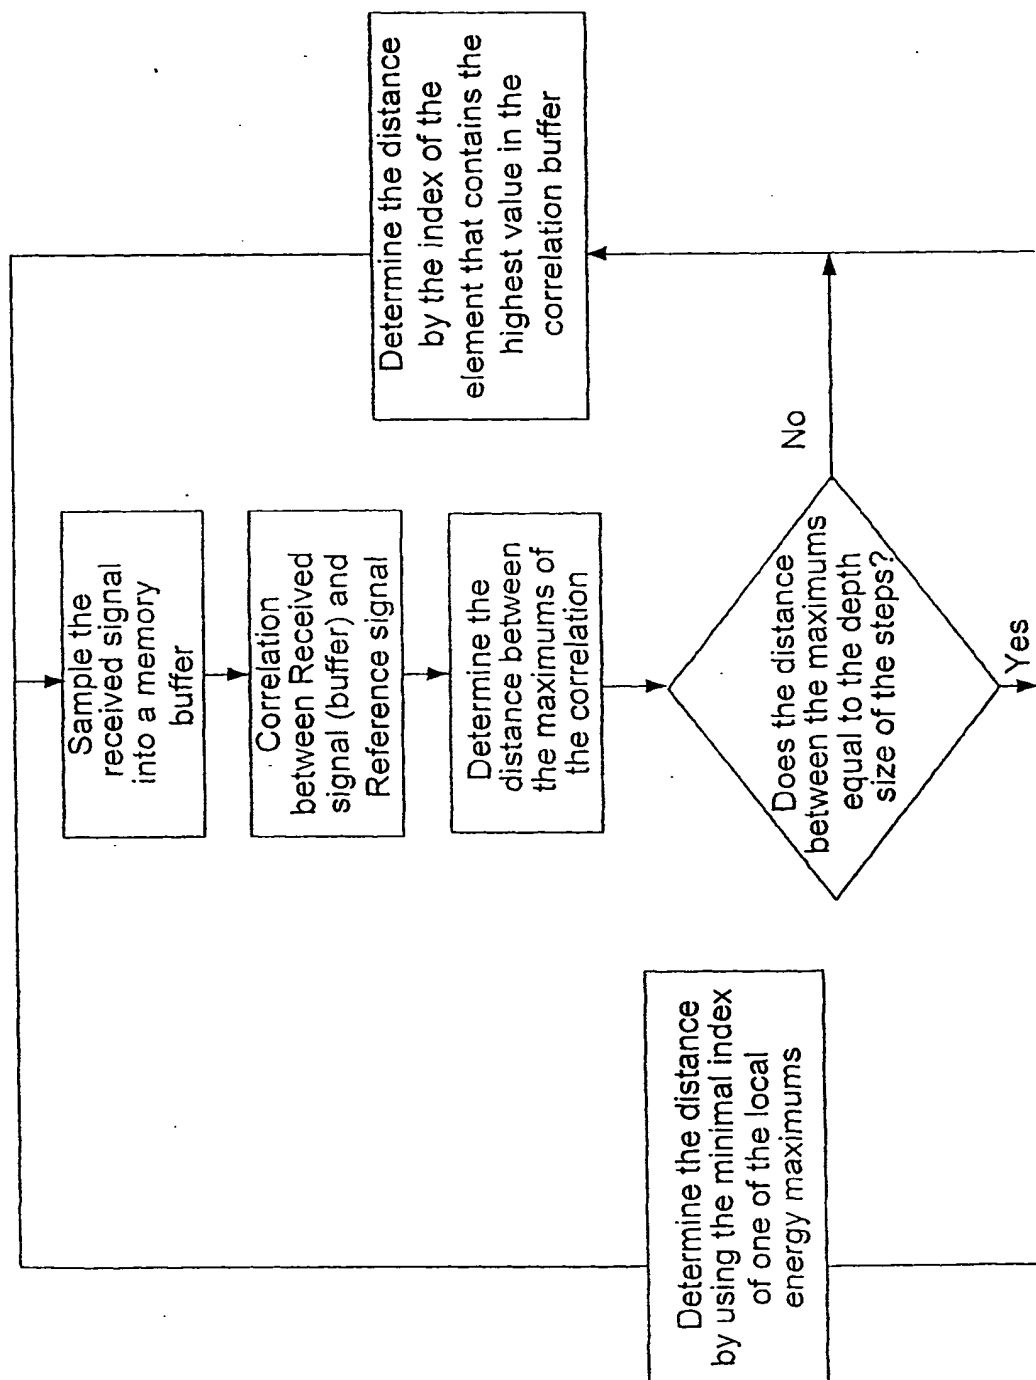 Sample the
received signal
into a memory
buffer
Correlation
between Received
signal (buffer) and
Reference signal
Determine the
distance between
the maximums of
the correlation
Does the distance
between the maximums
equal to the depth
size of the steps?
No
Yes
Determine the distance
by the index of the
element that contains the
highest value in the
correlation buffer
Determine the distance
by using the minimal index
of one of the local
energy maximums